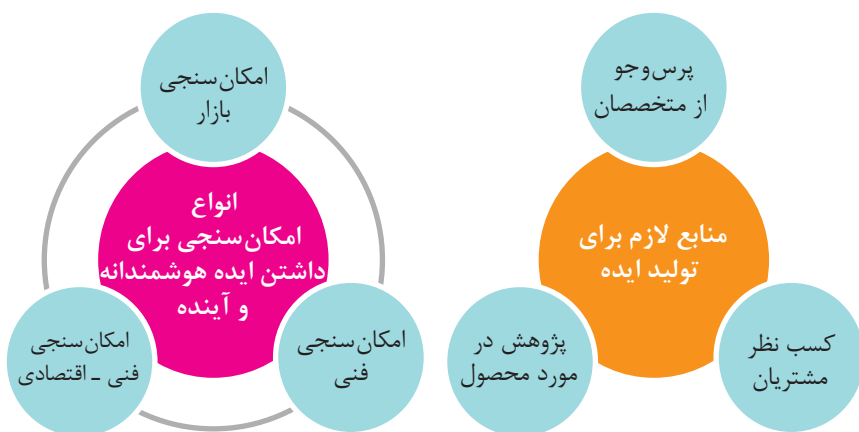 پرس‌وجو
از متخصصان
منابع لازم برای
تولید ایده
کسب نظر
مشتریان
پژوهش در
مورد محصول
امکان‌سنجی
بازار
انواع
امکان‌سنجی برای
داشتن ایده هوشمندانه
و آینده
امکان‌سنجی
فنی
امکان‌سنجی
فنی ـ اقتصادی